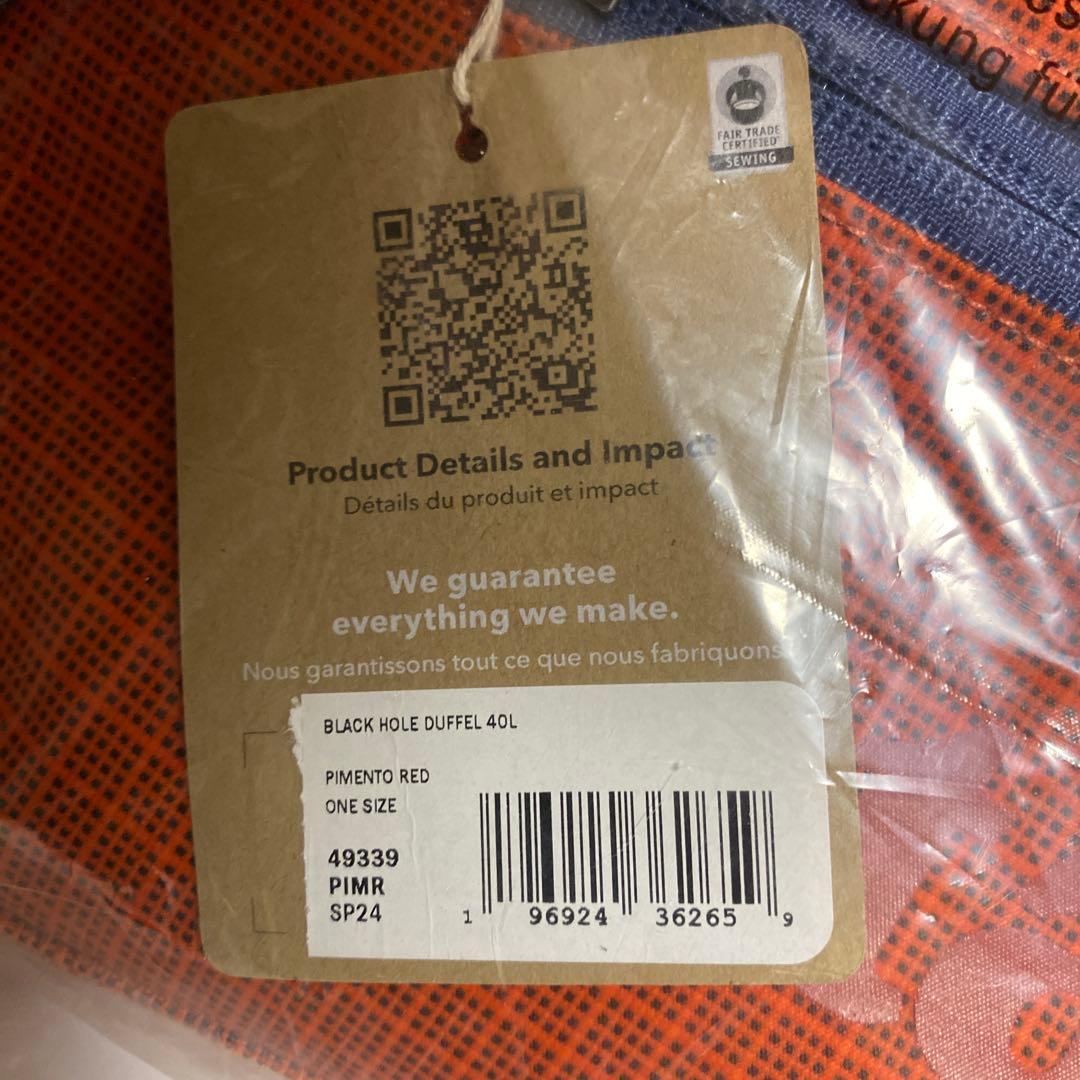 ckung fü
FAIR TRADE
CERTIFIED
SEWING
Product Details and Impact
Détails du produit et impact
We guarantee
everything we make.
Nous garantissons tout ce que nous fabriquons.
BLACK HOLE DUFFEL 40L
PIMENTO RED
ONE SIZE
49339
PIMR
SP24
1 96924 36265 9